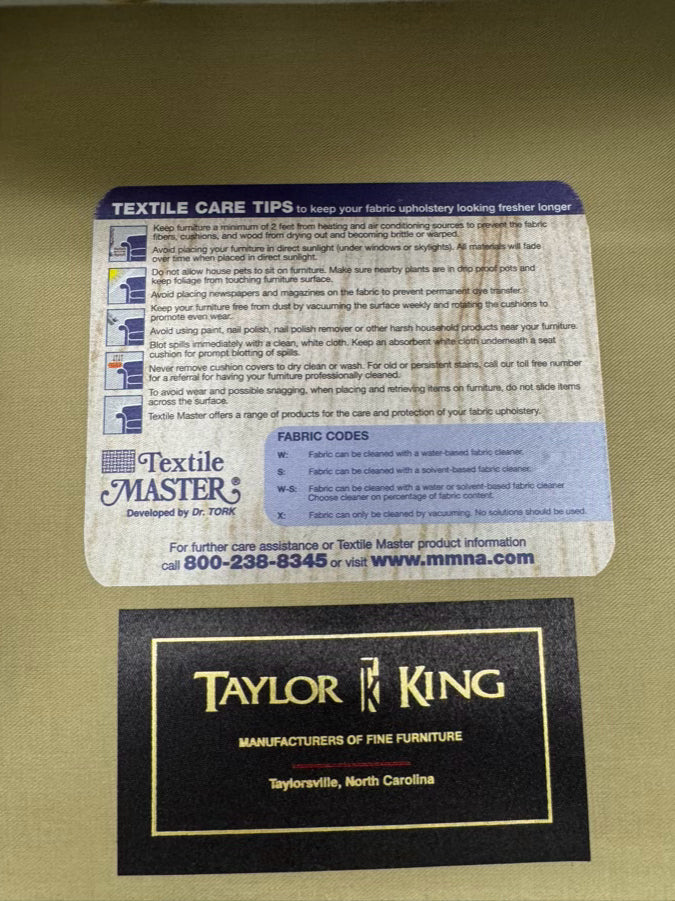 TEXTILE CARE TIPS to keep your fabric upholstery looking fresher longer
Keep furniture a minimum of 2 feet from heating and air conditioning sources to prevent the fabric
fibers, cushions, and wood from drying out and becoming brittle or warped.
Avoid placing your furniture in direct sunlight (under windows or skylights). All materials will fade
over time when placed in direct sunlight.
Do not allow house pets to sit on furniture. Make sure nearby plants are in drip proof pots and
keep foliage from touching furniture surface.
Avoid placing newspapers and magazines on the fabric to prevent permanent dye transfer.
Keep your furniture free from dust by vacuuming the surface weekly and rotating the cushions to
promote even wear.
Avoid using paint, nail polish, nail polish remover or other harsh household products near your furniture.
Blot spills immediately with a clean, white cloth. Keep an absorbent white cloth underneath a seat
cushion for prompt blotting of spills.
Never remove cushion covers to dry clean or wash. For old or persistent stains, call our toll free number
for a referral for having your furniture professionally cleaned.
To avoid wear and possible snagging, when placing and retrieving items on furniture, do not slide items
across the surface.
Textile Master offers a range of products for the care and protection of your fabric upholstery.
Textile
MASTER®
Developed by Dr. TORK
FABRIC CODES
W: Fabric can be cleaned with a water-based fabric cleaner.
S: Fabric can be cleaned with a solvent-based fabric cleaner.
W-S: Fabric can be cleaned with a water or solvent-based fabric cleaner
Choose cleaner on percentage of fabric content.
X: Fabric can only be cleaned by vacuuming. No solutions should be used.
For further care assistance or Textile Master product information
call 800-238-8345 or visit www.mmna.com
TAYLOR TK KING
MANUFACTURERS OF FINE FURNITURE
Taylorsville, North Carolina